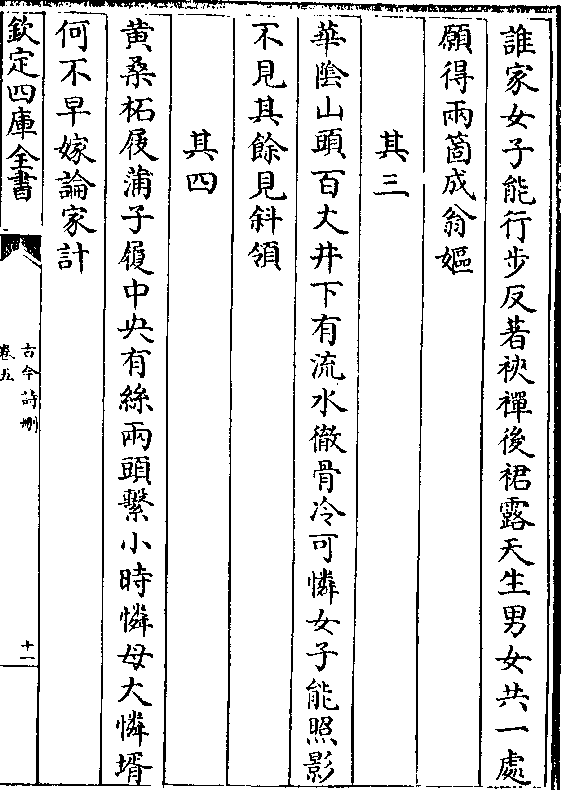 誰家女子能行步反著裌襌後裙露天生男女共一處
願得兩箇成翁嫗
其三
華陰山頭百丈井下有流水徹骨冷可憐女子能照影
不見其餘見斜領
其四
黃桑柘屐蒲子履中央有絲兩頭繫小時憐母大憐壻
何不早嫁論家計
欽定四庫全書
古今詩刪
卷五
十一